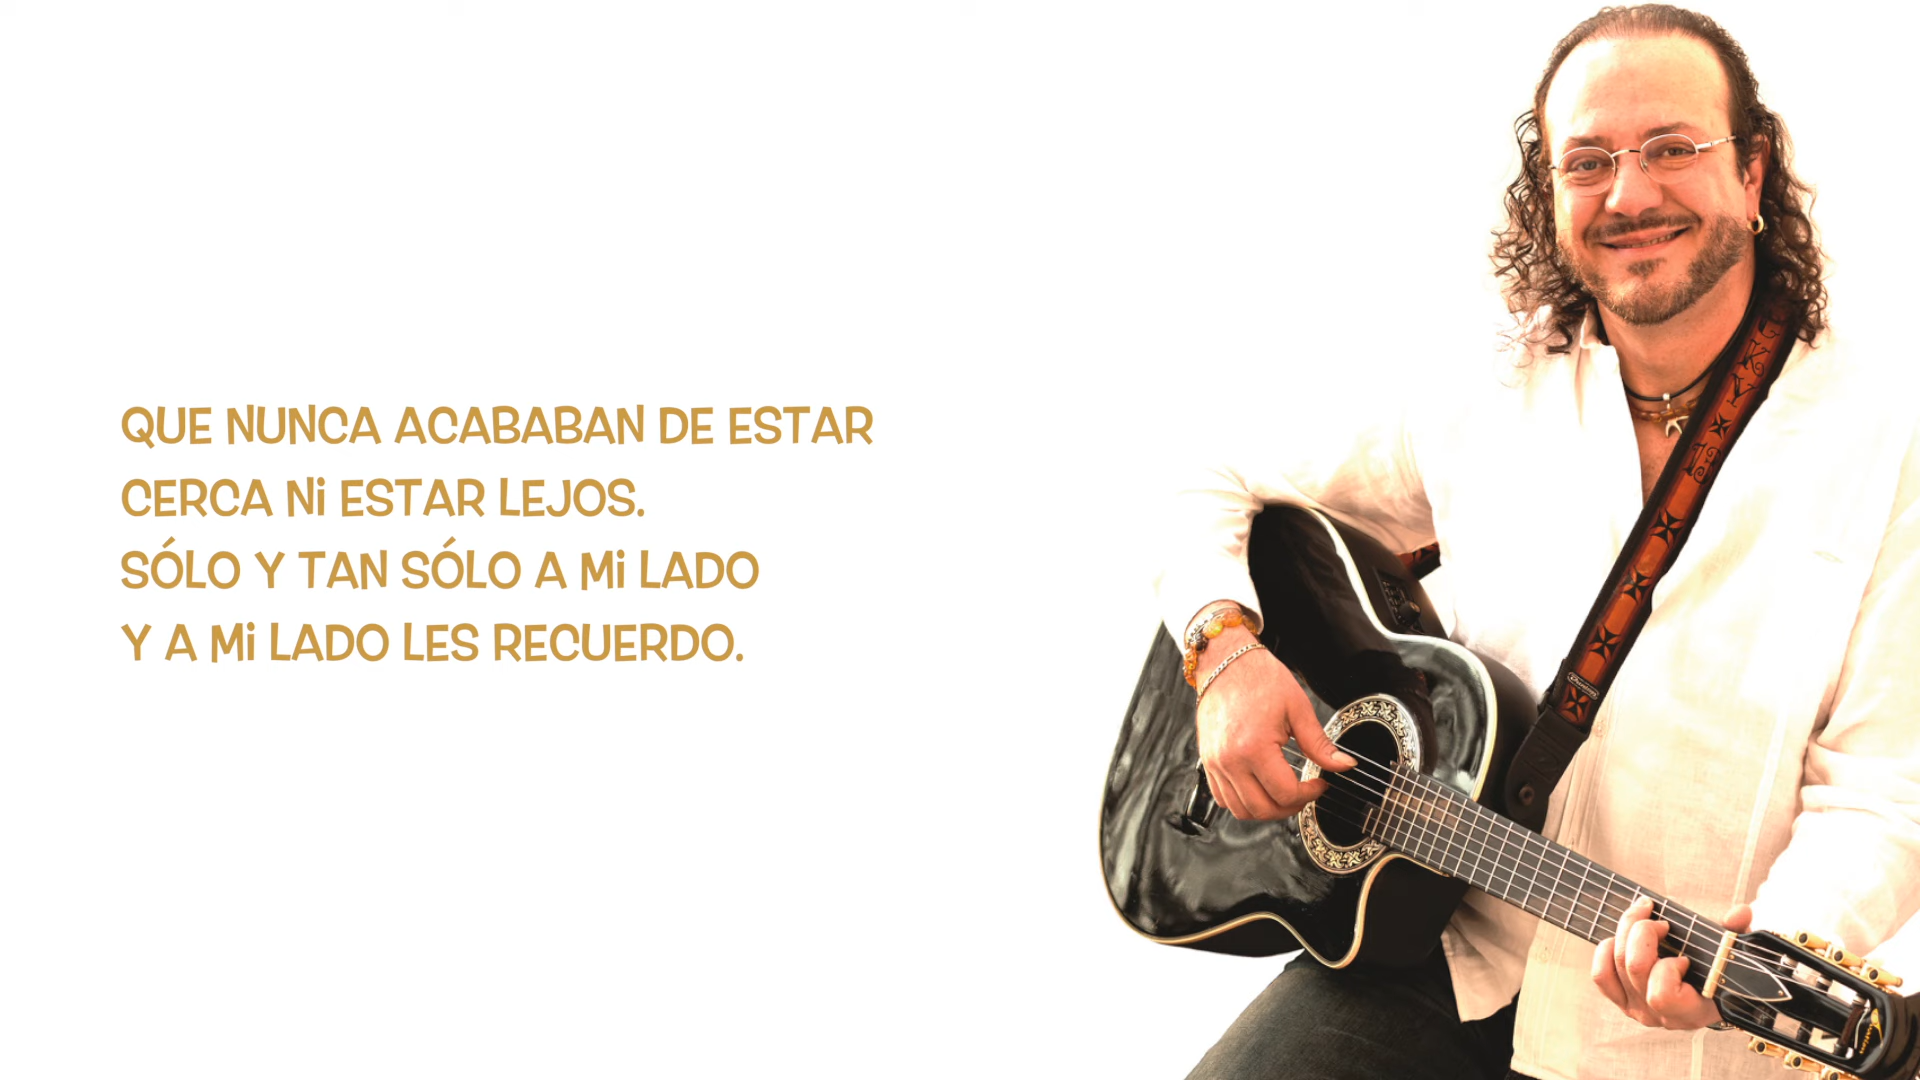 QUE NUNCA ACABABAN DE ESTAR
CERCA Ni ESTAR LEJOS.
SÓLO Y TAN SÓLO A Mi LADO
Y A Mi LADO LES RECUERDO.